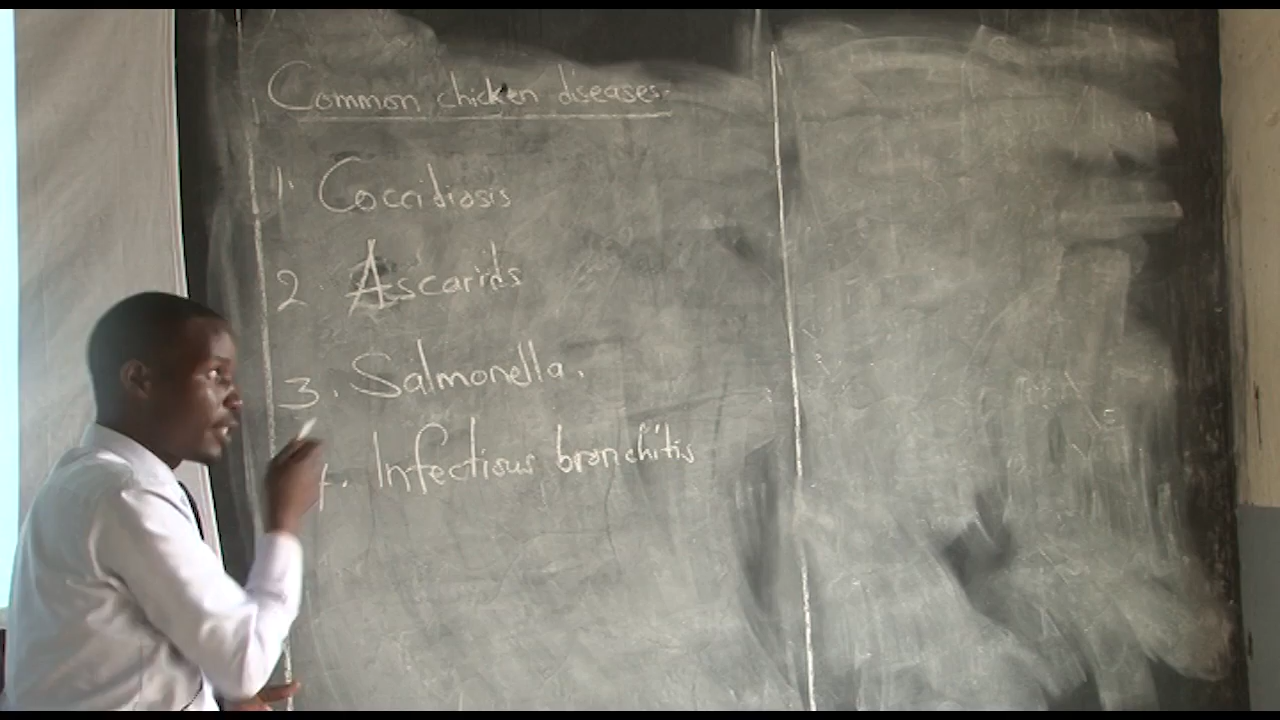 Common chicken diseases.
1. Coccidiosis
2. Ascarids
3. Salmonella.
4. Infectious bronchitis